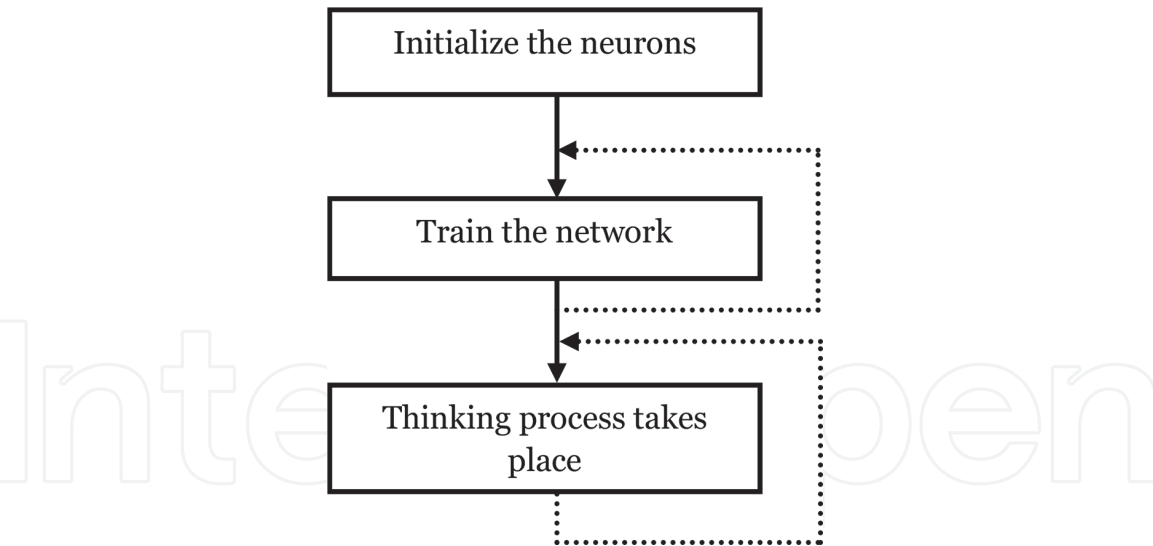 Initialize the neurons
Train the network
Thinking process takes
place